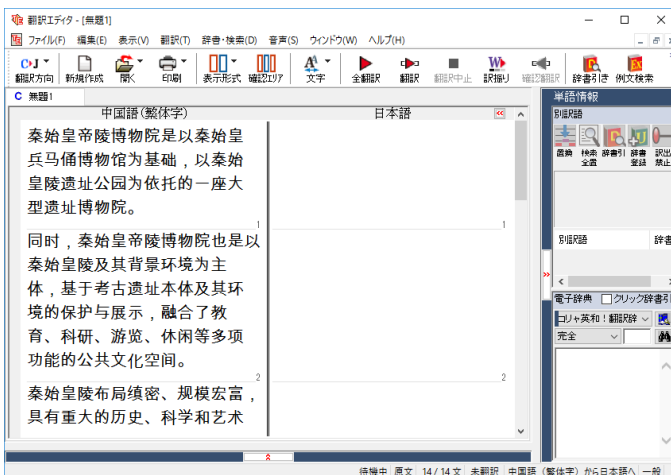 翻訳エディタ - [無題1]
ファイル(F) 編集(E) 表示(V) 翻訳(T) 辞書・検索(D) 音声(S) ウィンドウ(W) ヘルプ(H)
翻訳方向 新規作成 開く 印刷 表示形式 確認エリア 文字 全翻訳 翻訳 翻訳中止 訳振り 確認翻訳 辞書引き 例文検索
C 無題1
中国語(繁体字) 日本語
秦始皇帝陵博物院是以秦始皇
兵马俑博物馆为基础，以秦始
皇陵遗址公园为依托的一座大
型遗址博物院。
1 1
同时，秦始皇帝陵博物院也是以
秦始皇陵及其背景环境为主
体，基于考古遗址本体及其环
境的保护与展示，融合了教
育、科研、游览、休闲等多项
功能的公共文化空间。
2 2
秦始皇陵布局缜密、规模宏富，
具有重大的历史、科学和艺术
単語情報
別訳語
置換 検索全置 辞書引 辞書登録 訳出禁止
別訳語 辞書
電子辞典 クリック辞書引
コリャ英和！翻訳辞
完全
待機中 原文 14/14 文 未翻訳 中国語（繁体字）から日本語へ 一般